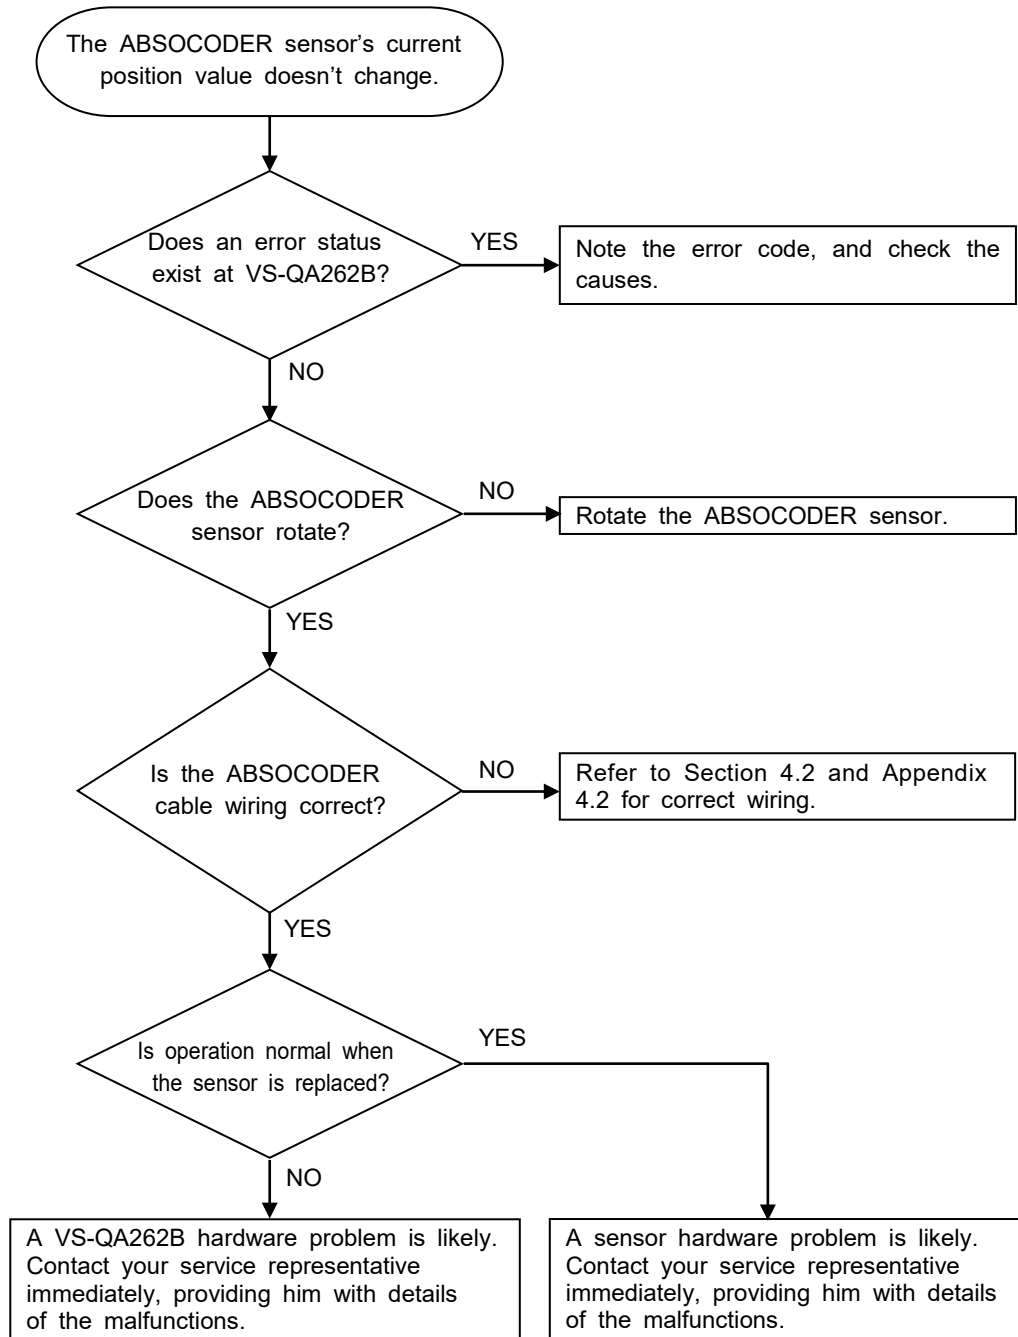 The ABSOCODER sensor's current
position value doesn't change.
Does an error status
exist at VS-QA262B?
YES
Note the error code, and check the
causes.
NO
Does the ABSOCODER
sensor rotate?
NO
Rotate the ABSOCODER sensor.
YES
Is the ABSOCODER
cable wiring correct?
NO
Refer to Section 4.2 and Appendix
4.2 for correct wiring.
YES
Is operation normal when
the sensor is replaced?
YES
NO
A VS-QA262B hardware problem is likely.
Contact your service representative
immediately, providing him with details
of the malfunctions.
A sensor hardware problem is likely.
Contact your service representative
immediately, providing him with details
of the malfunctions.